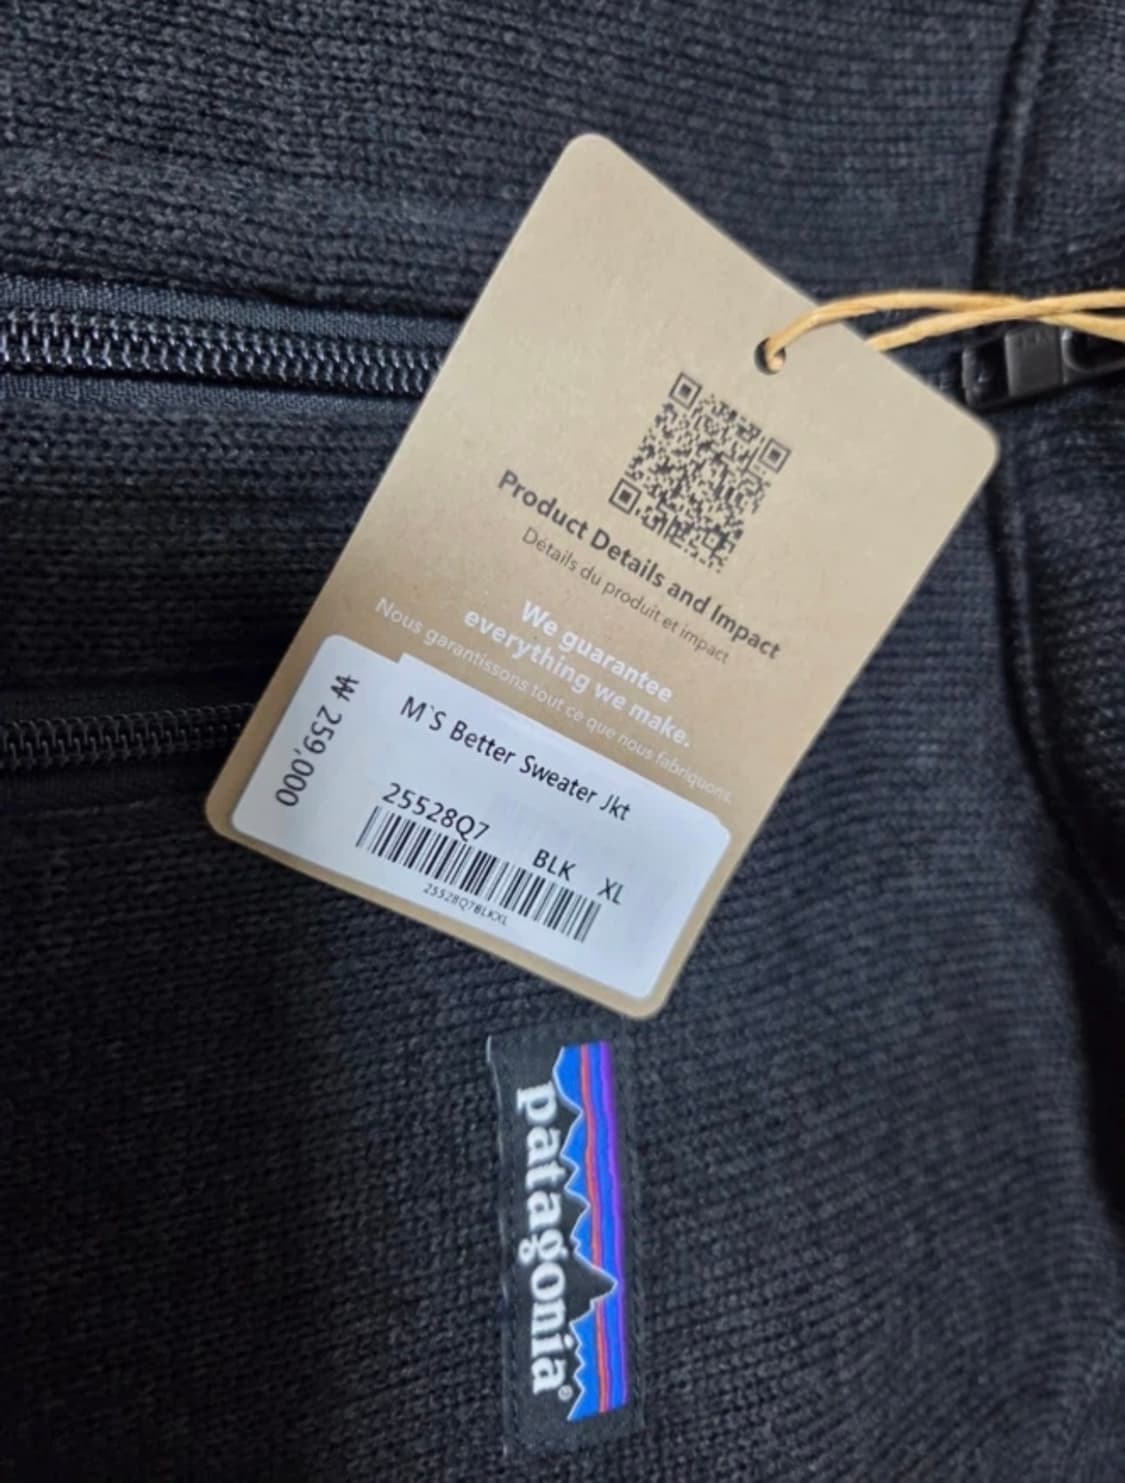 Product Details and Impact
Détails du produit et impact
We guarantee
everything we make.
Nous garantissons tout ce que nous fabriquons.
₩ 259,000
M`S Better Sweater Jkt
25528Q7
BLK XL
25528Q7BLKXL
patagonia®